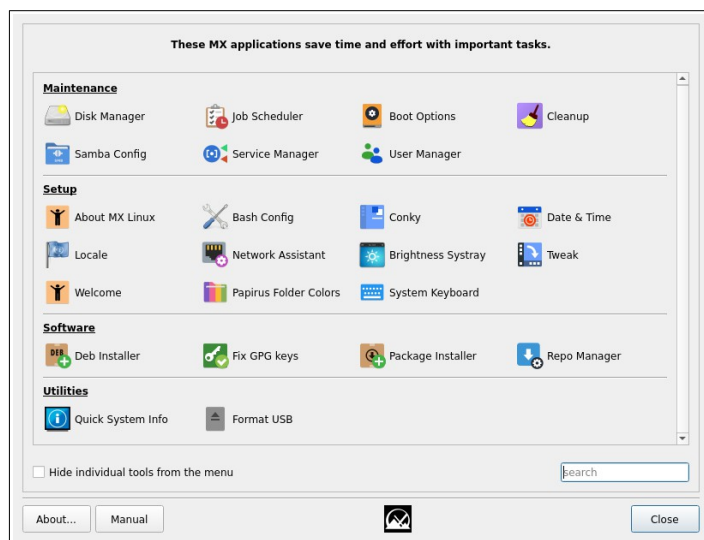 These MX applications save time and effort with important tasks.
Maintenance
Disk Manager Job Scheduler Boot Options Cleanup
Samba Config Service Manager User Manager
Setup
About MX Linux Bash Config Conky Date & Time
Locale Network Assistant Brightness Systray Tweak
Welcome Papirus Folder Colors System Keyboard
Software
DEB Deb Installer Fix GPG keys Package Installer Repo Manager
Utilities
Quick System Info Format USB
Hide individual tools from the menu search
About... Manual Close